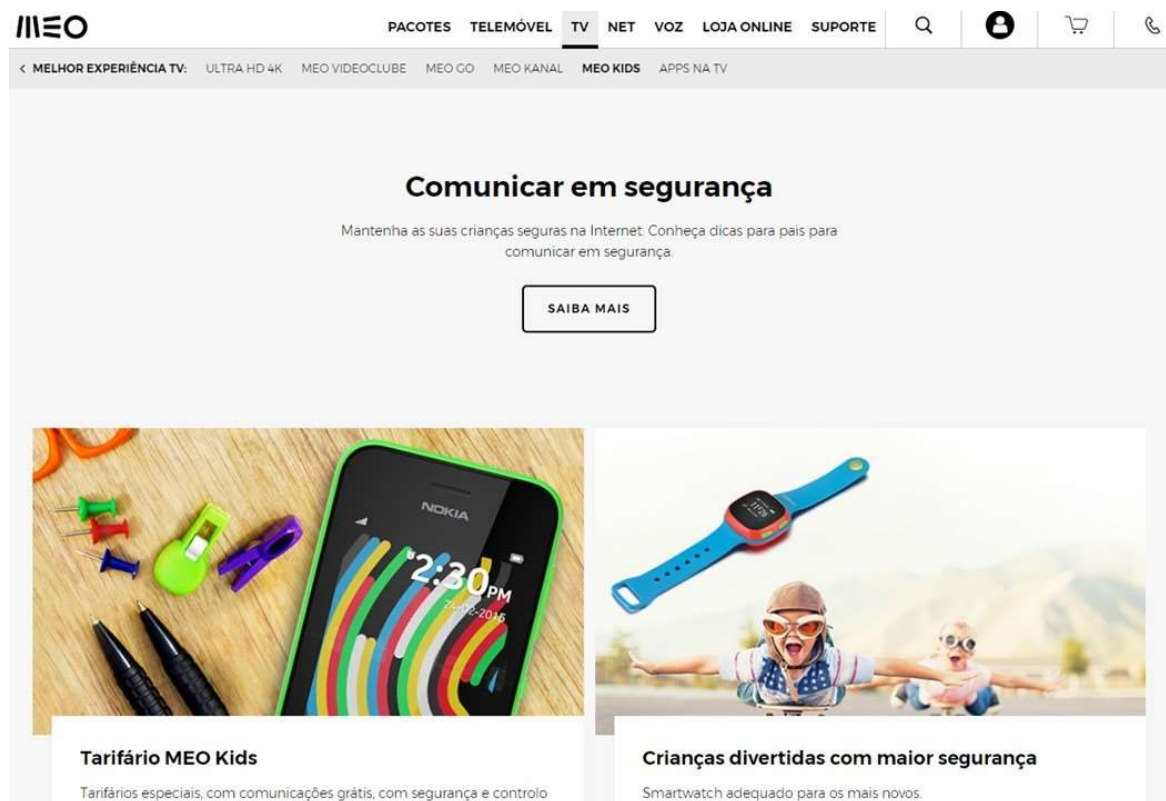 MEO
PACOTES TELEMÓVEL TV NET VOZ LOJA ONLINE SUPORTE
< MELHOR EXPERIÊNCIA TV: ULTRA HD 4K MEO VIDEOCLUBE MEO GO MEO KANAL MEO KIDS APPS NA TV
Comunicar em segurança
Mantenha as suas crianças seguras na Internet. Conheça dicas para pais para
comunicar em segurança.
SAIBA MAIS
NOKIA
2:30 PM
Tarifário MEO Kids
Tarifários especiais, com comunicações grátis, com segurança e controlo
Crianças divertidas com maior segurança
Smartwatch adequado para os mais novos.